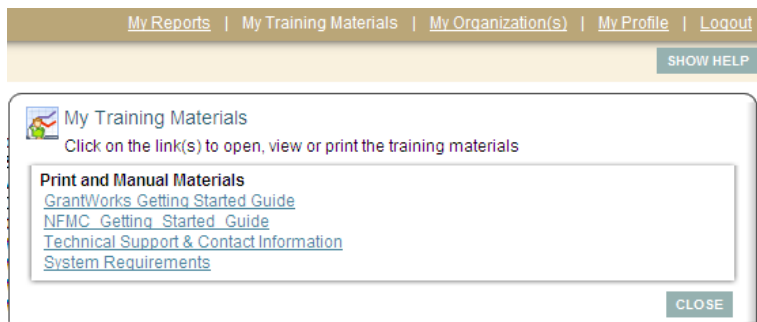 My Reports | My Training Materials | My Organization(s) | My Profile | Logout
SHOW HELP
My Training Materials
Click on the link(s) to open, view or print the training materials
Print and Manual Materials
GrantWorks Getting Started Guide
NFMC_Getting_Started_Guide
Technical Support & Contact Information
System Requirements
CLOSE